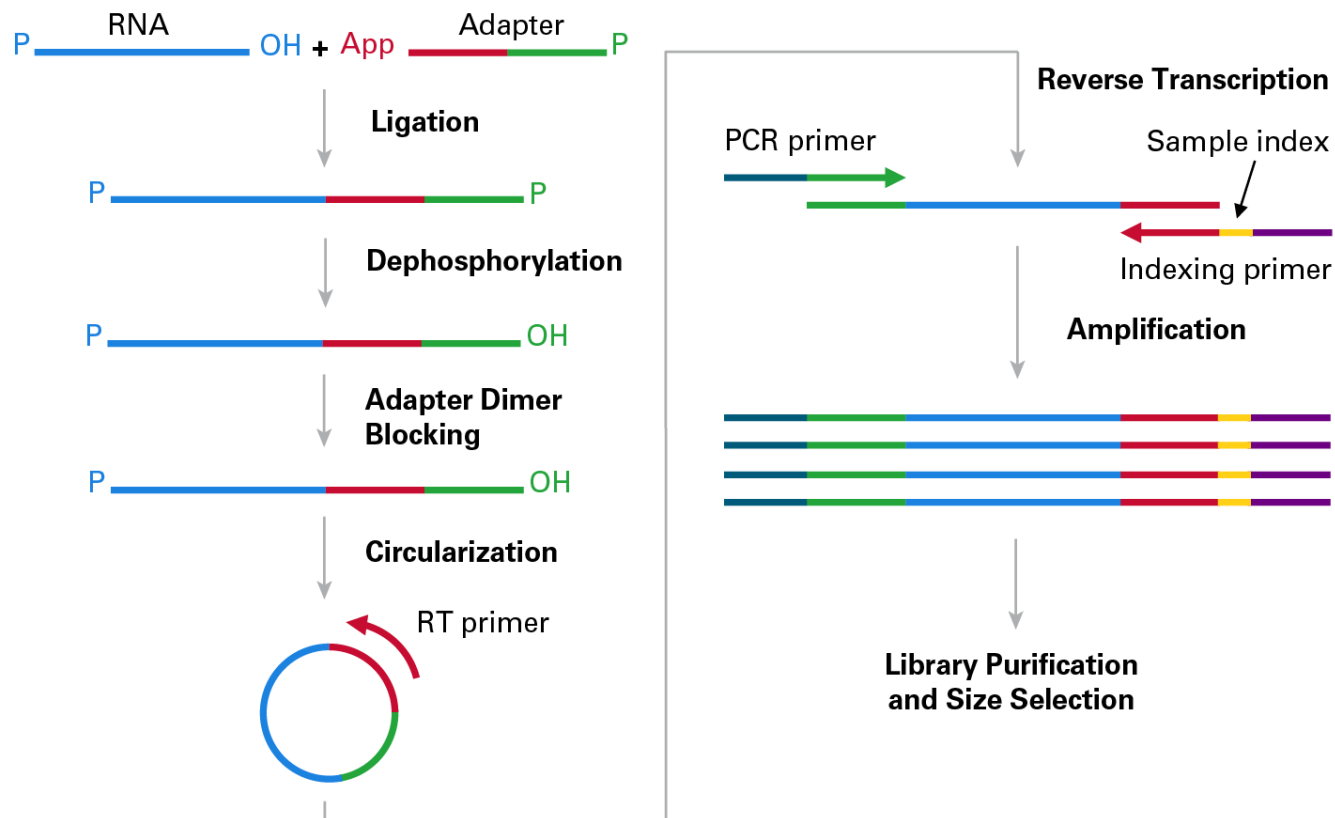 RNA
Adapter
P
OH + App
P
Ligation
P
P
Dephosphorylation
P
OH
Adapter Dimer
Blocking
P
OH
Circularization
RT primer
Reverse Transcription
Sample index
PCR primer
Indexing primer
Amplification
Library Purification
and Size Selection